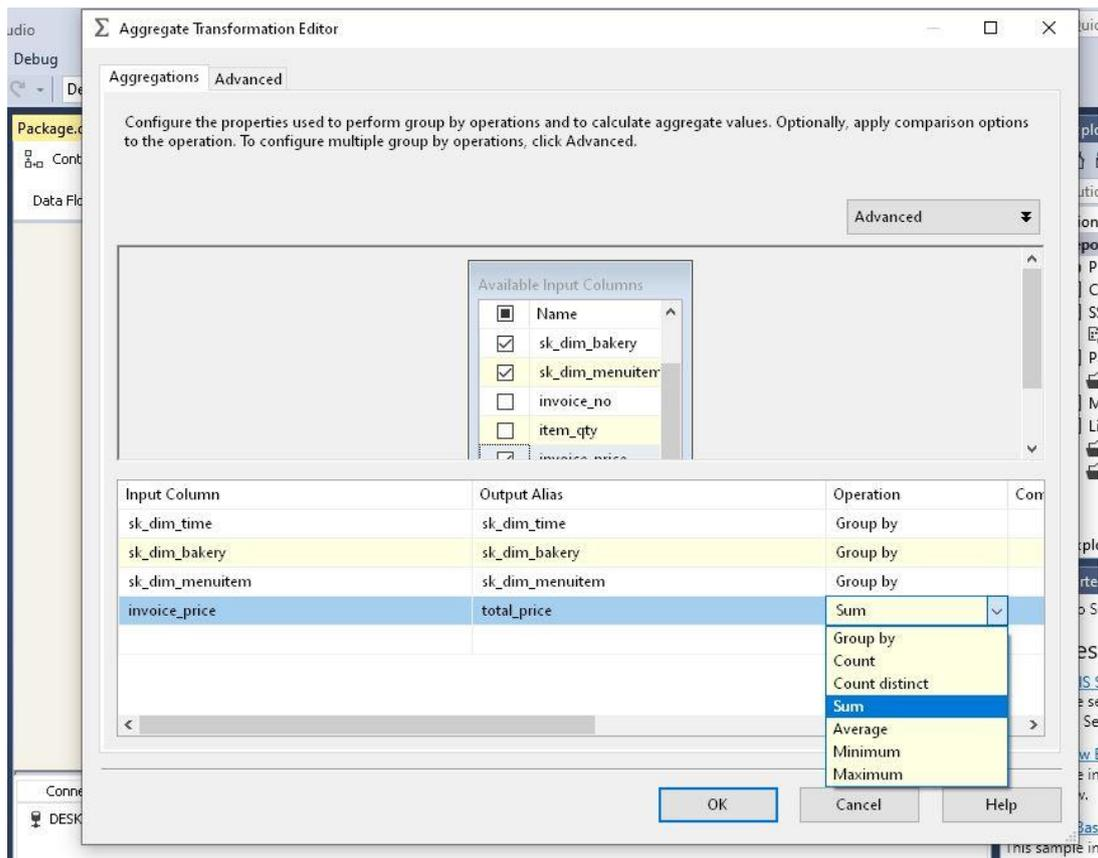 Aggregate Transformation Editor
Debug
Package.
Data
Aggregations
Advanced
Configure the properties used to perform group by operations and to calculate aggregate values. Optionally, apply comparison options
to the operation. To configure multiple group by operations, click Advanced.
Advanced
Available Input Columns
Name
sk_dim_bakery
sk_dim_menuitem
invoice_no
item_qty
invoice_price
Input Column Output Alias Operation
sk_dim_time sk_dim_time Group by
sk_dim_bakery sk_dim_bakery Group by
sk_dim_menuitem sk_dim_menuitem Group by
invoice_price total_price Sum
Group by
Count
Count distinct
Sum
Average
Minimum
Maximum
OK Cancel Help
DESK
This sample